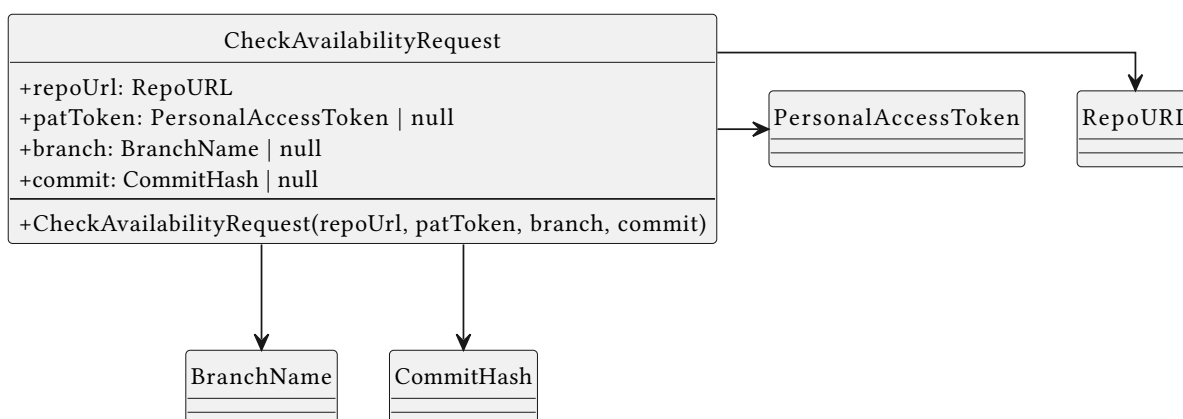 CheckAvailabilityRequest
+repoUrl: RepoURL
+patToken: PersonalAccessToken | null
+branch: BranchName | null
+commit: CommitHash | null
+CheckAvailabilityRequest(repoUrl, patToken, branch, commit)
PersonalAccessToken
RepoURL
BranchName
CommitHash